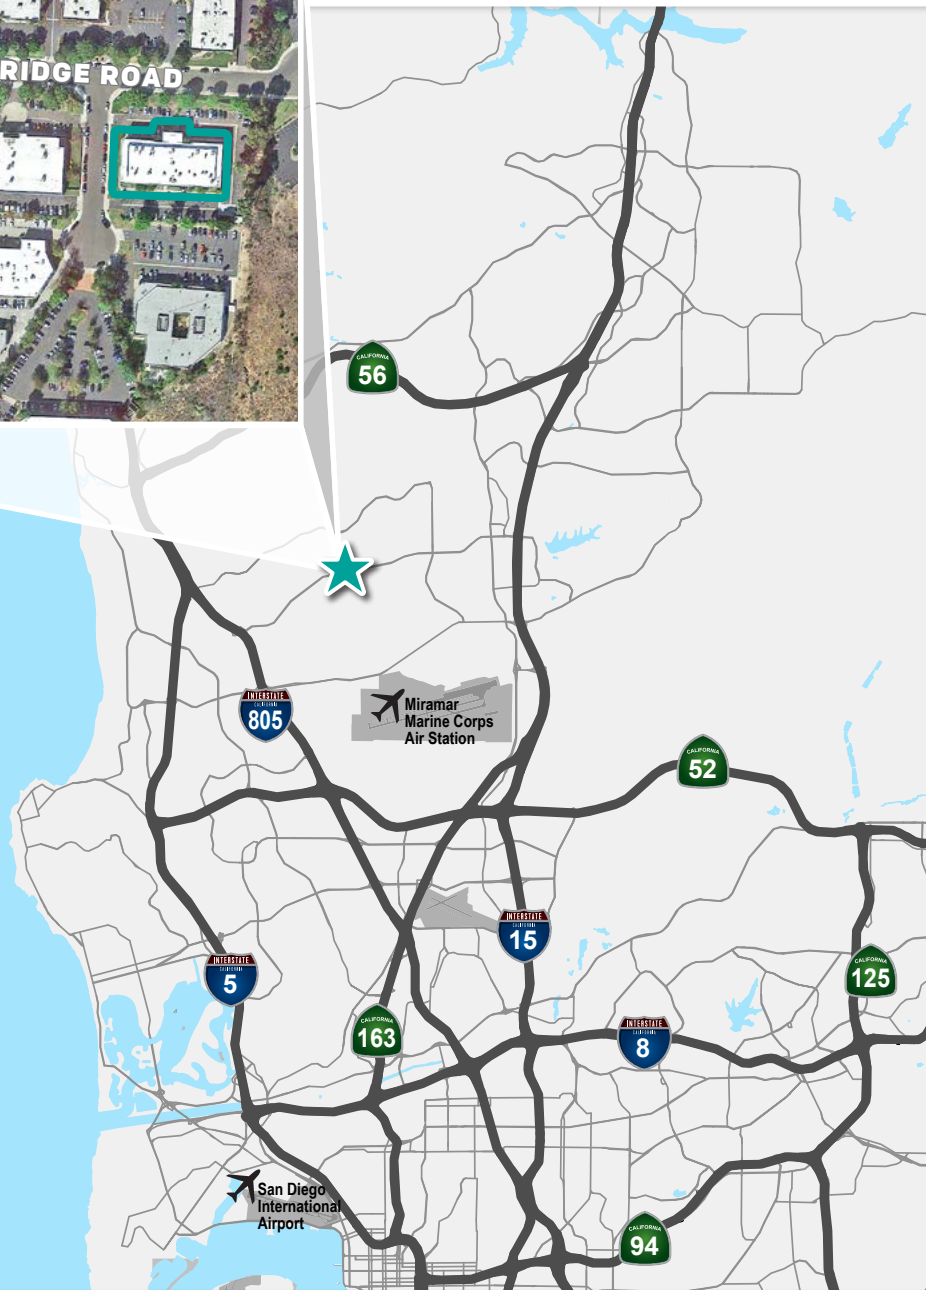 RIDGE ROAD
CALIFORNIA
56
INTERSTATE
CALIFORNIA
805
Miramar
Marine Corps
Air Station
CALIFORNIA
52
INTERSTATE
CALIFORNIA
15
INTERSTATE
CALIFORNIA
5
CALIFORNIA
125
CALIFORNIA
163
INTERSTATE
CALIFORNIA
8
San Diego
International
Airport
CALIFORNIA
94